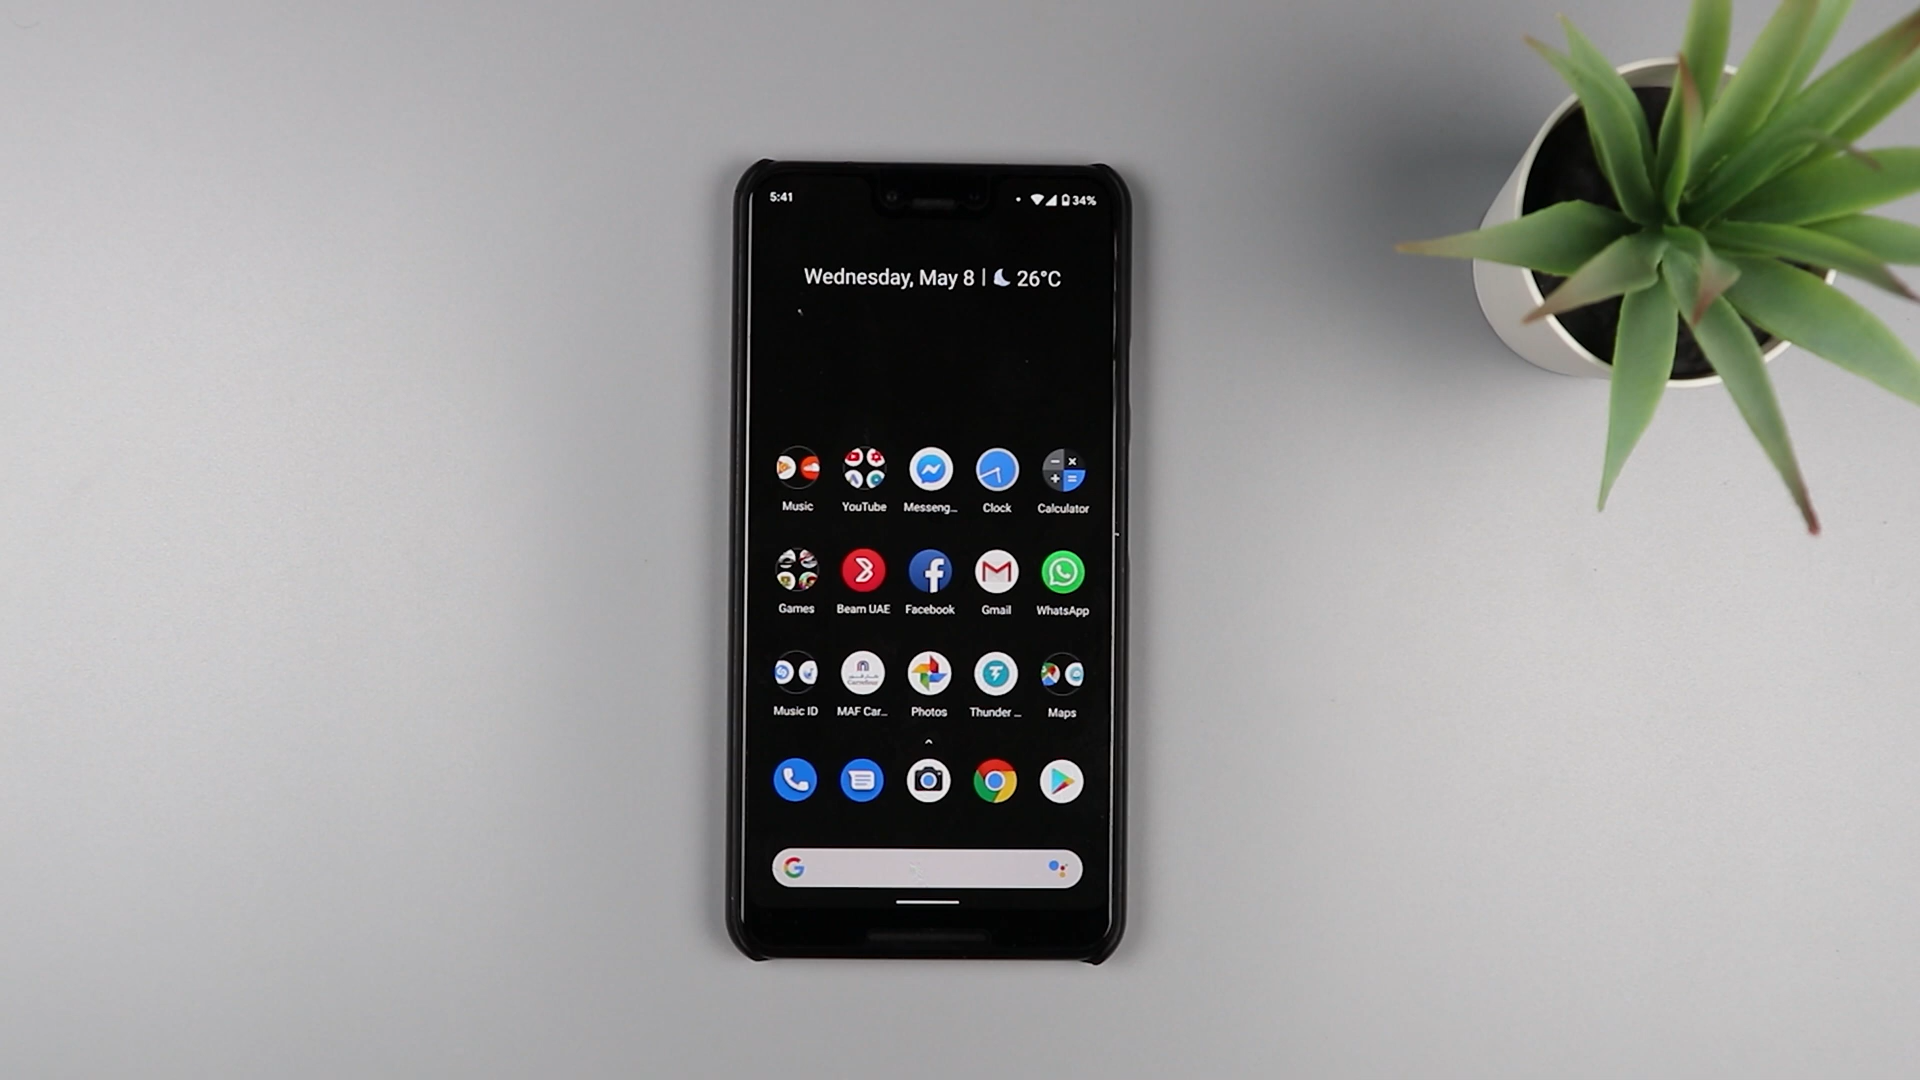 5:41 34%
Wednesday, May 8 | 26°C
Music YouTube Messeng... Clock Calculator
Games Beam UAE Facebook Gmail WhatsApp
Carrefour
Music ID MAF Car... Photos Thunder ... Maps